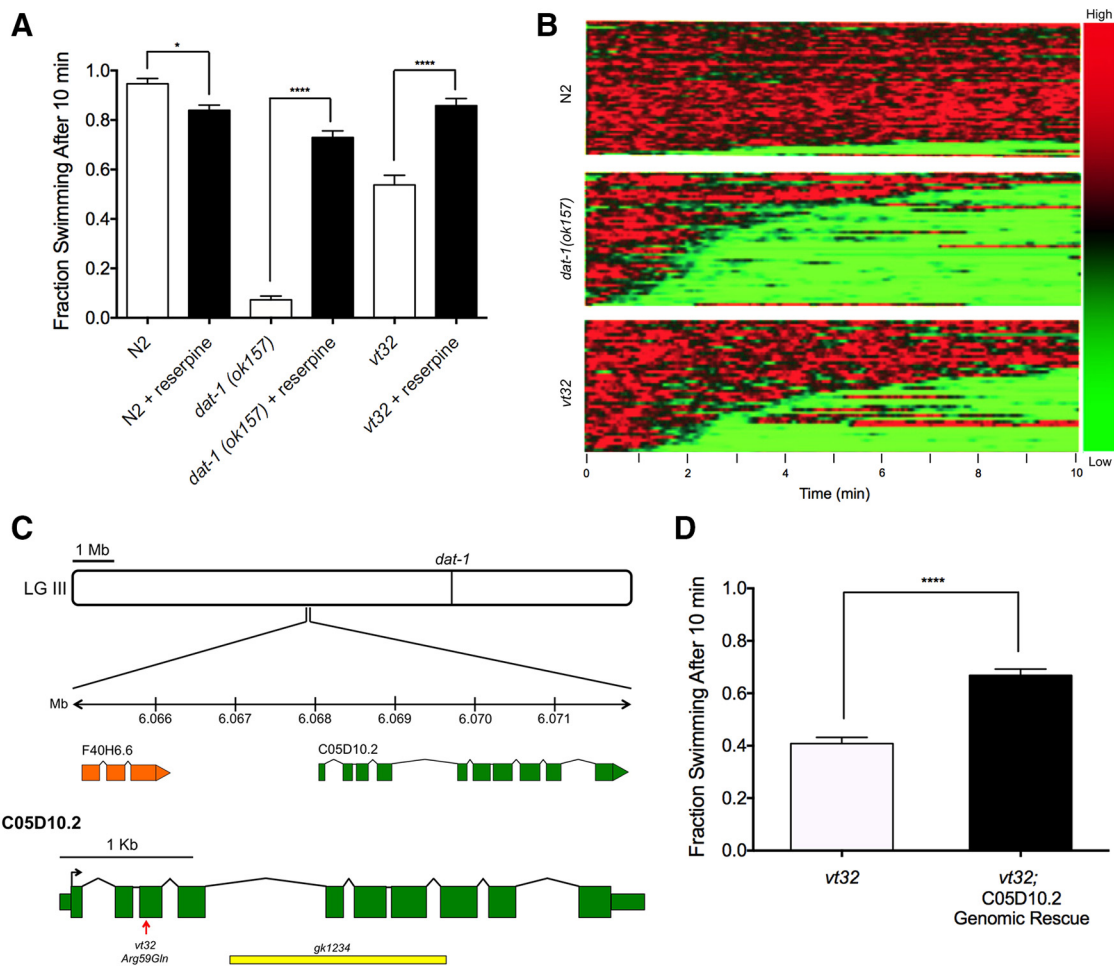 A
Fraction Swimming After 10 min
1.0
0.8
0.6
0.4
0.2
0.0
*
****
****
N2
N2 + reserpine
dat-1 (ok157)
dat-1 (ok157) + reserpine
vt32
vt32 + reserpine
B
N2
dat-1(ok157)
vt32
0 2 4 6 8 10
Time (min)
High
Low
C
1 Mb
dat-1
LG III
Mb
6.066 6.067 6.068 6.069 6.070 6.071
F40H6.6
C05D10.2
C05D10.2
1 Kb
vt32
Arg59Gln
gk1234
D
Fraction Swimming After 10 min
1.0
0.8
0.6
0.4
0.2
0.0
****
vt32
vt32;
C05D10.2
Genomic Rescue